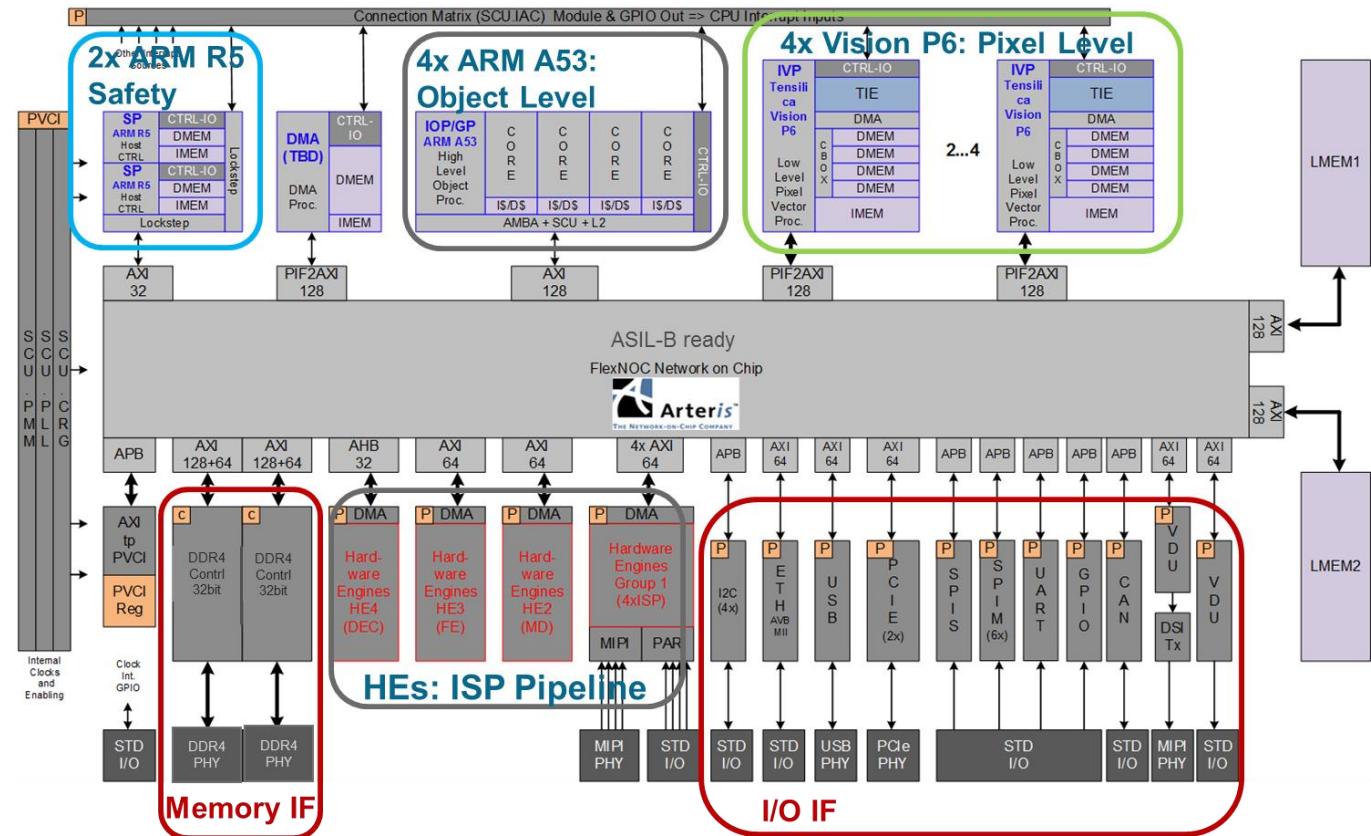 Connection Matrix (SCU.IAC) Module & GPIO Out => CPU Interrupt Inputs
P
2x ARM R5
Safety
4x ARM A53:
Object Level
4x Vision P6: Pixel Level
PVCI
SP
ARM R5
Host
CTRL
CTRL-IO
DMEM
IMEM
SP
ARM R5
Host
CTRL
CTRL-IO
DMEM
IMEM
Lockstep
Lockstep
DMA
(TBD)
DMA
Proc.
CTRL-
IO
DMEM
IMEM
IOP/GP
ARM A53
High
Level
Object
Proc.
CORE
CORE
CORE
CORE
I$/D$
I$/D$
I$/D$
I$/D$
AMBA + SCU + L2
CTRL-IO
IVP
Tensili
ca
Vision
P6
Low
Level
Pixel
Vector
Proc.
CTRL-IO
TIE
DMA
CBOX
DMEM
DMEM
DMEM
DMEM
IMEM
2...4
IVP
Tensili
ca
Vision
P6
Low
Level
Pixel
Vector
Proc.
CTRL-IO
TIE
DMA
CBOX
DMEM
DMEM
DMEM
DMEM
IMEM
LMEM1
AXI
32
PIF2AXI
128
AXI
128
PIF2AXI
128
PIF2AXI
128
SCU.PMM
SCU.PLL
SCU.CRG
ASIL-B ready
FlexNOC Network on Chip
Arteris™
THE NETWORK-ON-CHIP COMPANY
AXI
128
AXI
128
APB
AXI
128+64
AXI
128+64
AHB
32
AXI
64
AXI
64
4x AXI
64
APB
AXI
64
AXI
64
AXI
64
APB
APB
APB
APB
APB
AXI
64
AXI
64
AXI
tp
PVCI
PVCI
Reg
C
DDR4
Contrl
32bit
C
DDR4
Contrl
32bit
P DMA
Hard-
ware
Engines
HE4
(DEC)
P DMA
Hard-
ware
Engines
HE3
(FE)
P DMA
Hard-
ware
Engines
HE2
(MD)
P DMA
Hardware
Engines
Group 1
(4xISP)
MIPI
PAR
P
I2C
(4x)
P
ETH
AVB
MII
P
USB
P
PCIE
(2x)
P
SPIS
P
SPIM
(6x)
P
UART
P
GPIO
P
CAN
P
VDU
DSI
Tx
P
VDU
LMEM2
Internal
Clocks
and
Enabling
Clock
Int.
GPIO
HEs: ISP Pipeline
STD
I/O
DDR4
PHY
DDR4
PHY
MIPI
PHY
STD
I/O
STD
I/O
STD
I/O
USB
PHY
PCIe
PHY
STD
I/O
STD
I/O
MIPI
PHY
STD
I/O
Memory IF
I/O IF